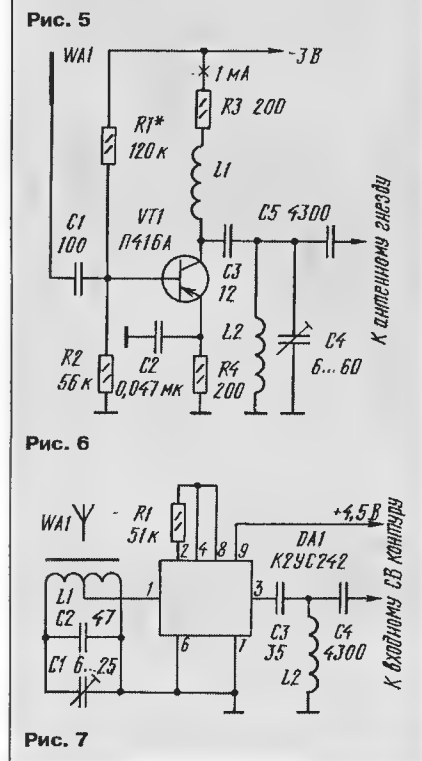 Рис. 5
WA1
-3 В
1 мА
R3 200
R1*
120 к
L1
C1
100
VT1
П416А
C5 4300
C3
12
К антенному гнезду
R2
56 к
C2
0,047 мк
R4
200
L2
C4
6...60
Рис. 6
WA1
R1
51 к
+4,5 В
2 4 8 9
DA1
К2УС242
L1
1
3
C2 47
C1 6...25
6
7
C3
35
L2
C4
4300
К входному СВ контуру
Рис. 7